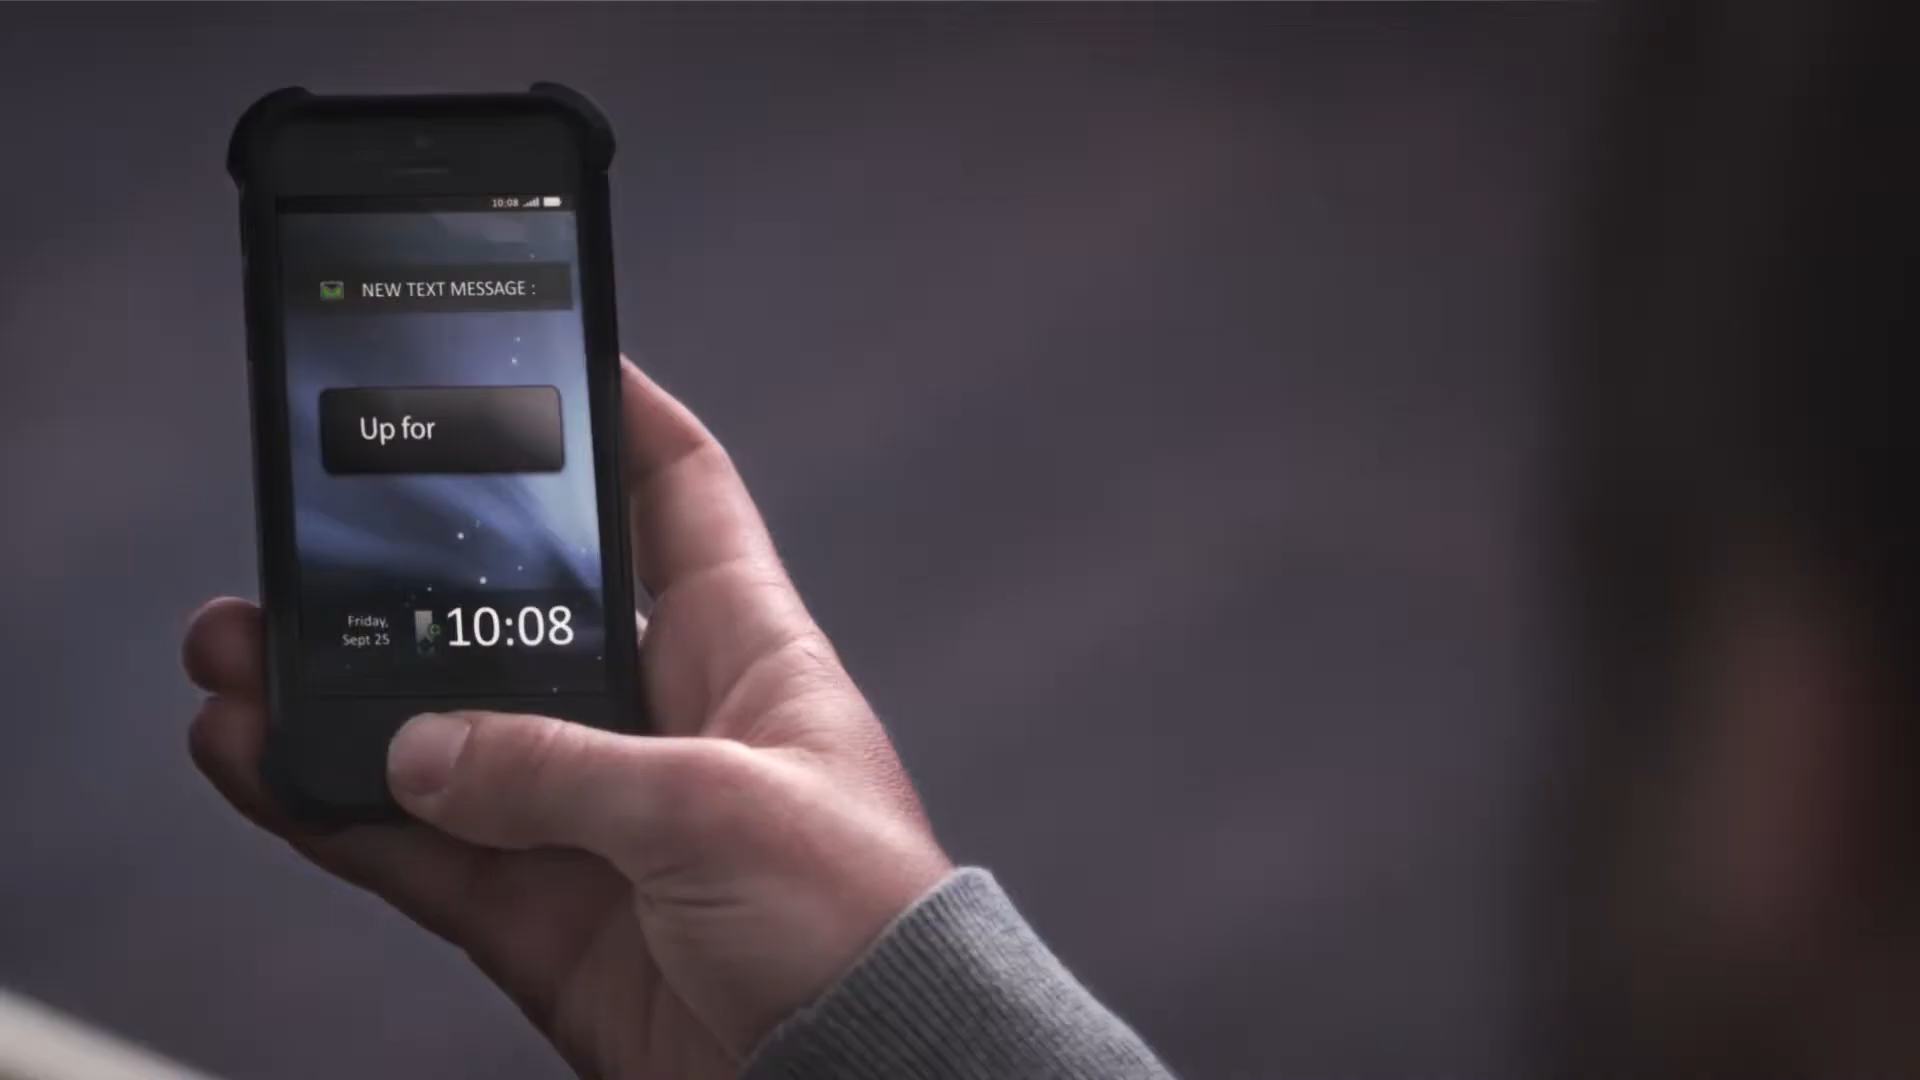 10:08
NEW TEXT MESSAGE :
Up for
Friday,
Sept 25
10:08